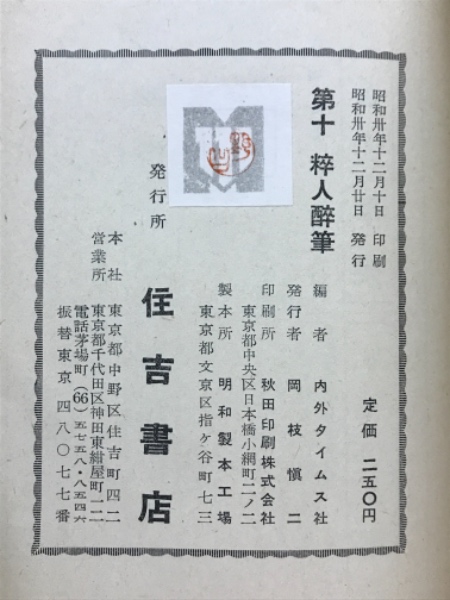 昭和卅年十二月十日 印刷
昭和卅年十二月廿日 発行
定価 二五〇円
第十 粹人醉筆
編者 内外タイムス社
発行者 岡枝愼二
印刷所 秋田印刷株式会社
東京都中央区日本橋小網町二ノ二
製本所 明和製本工場
東京都文京区指ケ谷町七三
発行所 住吉書店
本社 東京都中野区住吉町四二
営業所 東京都千代田区神田東紺屋町一二
電話茅場町(66)五七五八・八五四六
振替東京 四八〇七七番